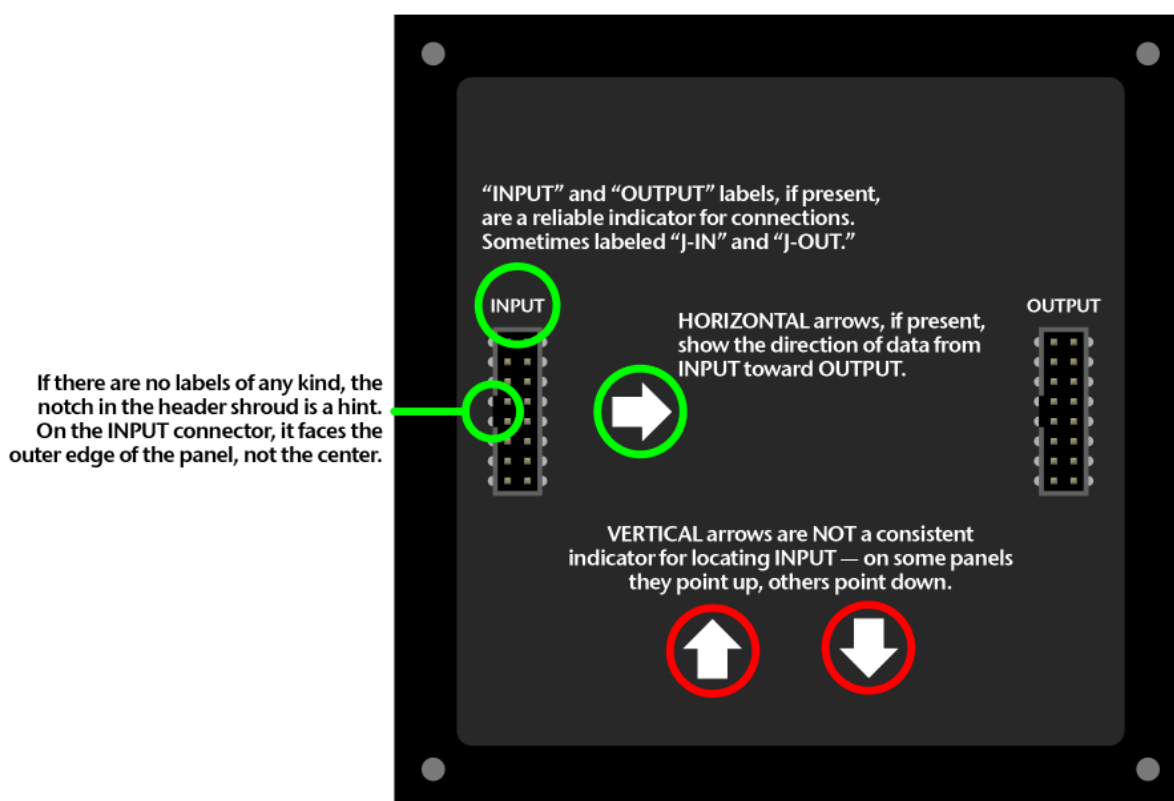 “INPUT” and “OUTPUT” labels, if present,
are a reliable indicator for connections.
Sometimes labeled “J-IN” and “J-OUT.”
INPUT
OUTPUT
HORIZONTAL arrows, if present,
show the direction of data from
INPUT toward OUTPUT.
If there are no labels of any kind, the
notch in the header shroud is a hint.
On the INPUT connector, it faces the
outer edge of the panel, not the center.
VERTICAL arrows are NOT a consistent
indicator for locating INPUT — on some panels
they point up, others point down.